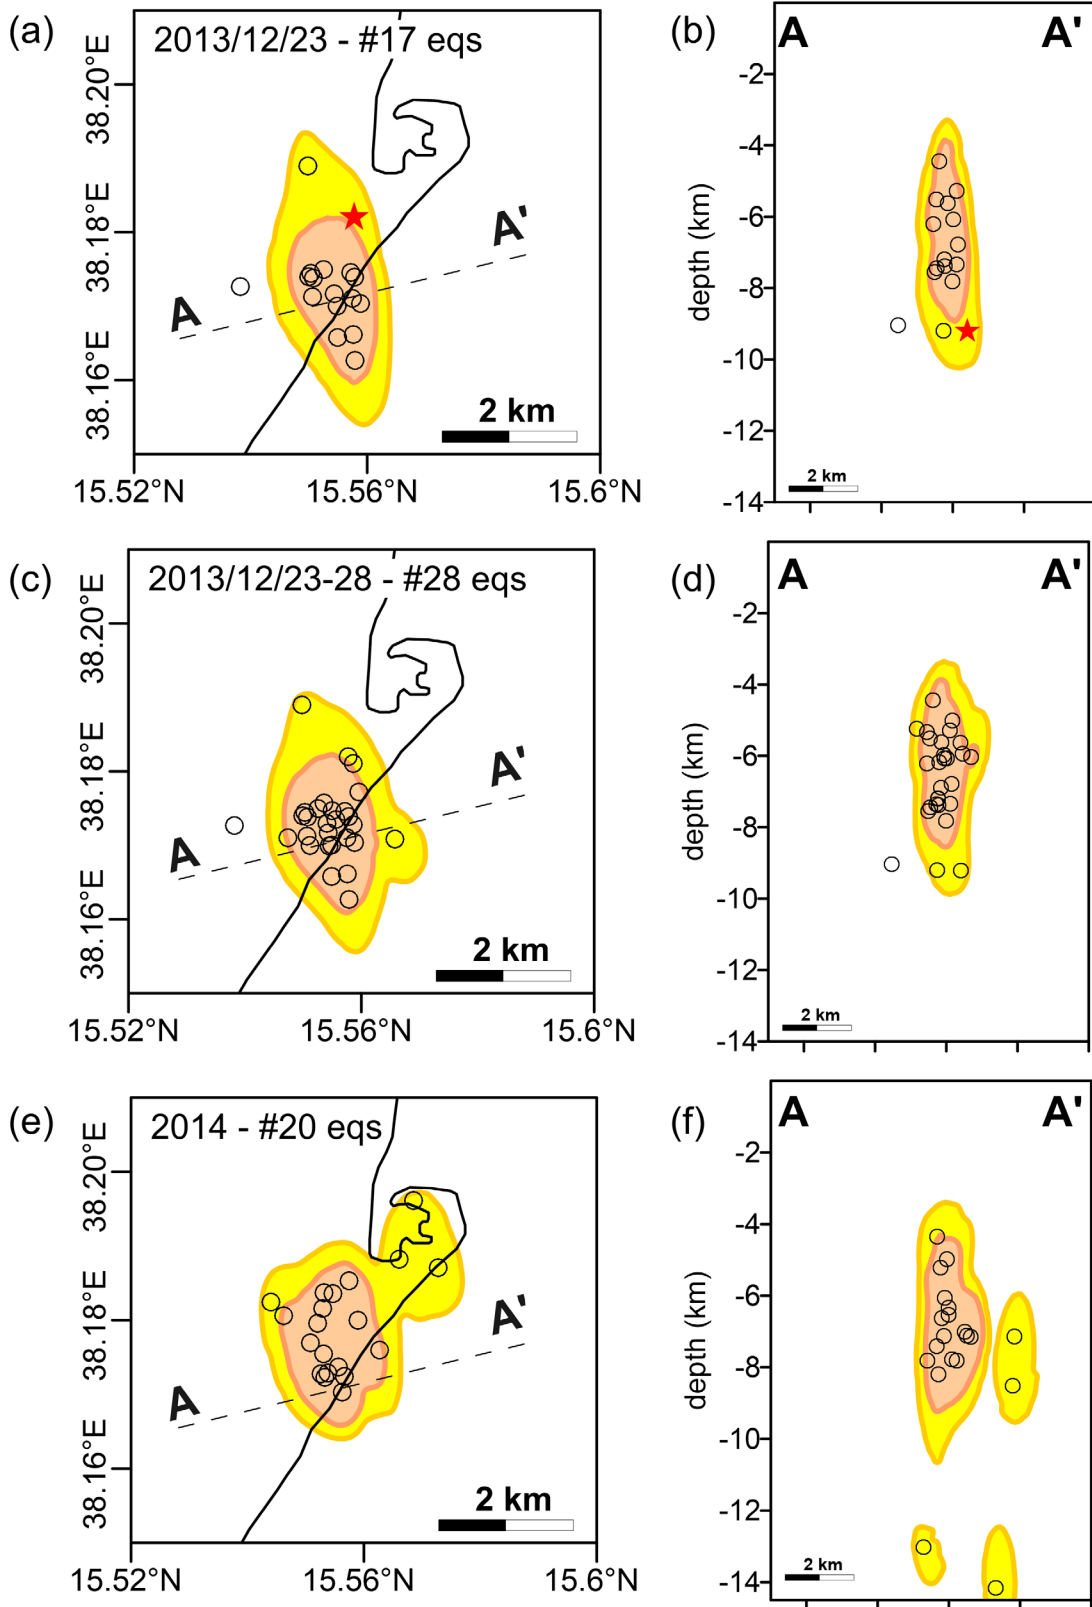 (a)
2013/12/23 - #17 eqs
38.20°E
38.18°E
38.16°E
A
A'
2 km
15.52°N
15.56°N
15.6°N
(b)
A
A'
depth (km)
-2
-4
-6
-8
-10
-12
-14
2 km
(c)
2013/12/23-28 - #28 eqs
38.20°E
38.18°E
38.16°E
A
A'
2 km
15.52°N
15.56°N
15.6°N
(d)
A
A'
depth (km)
-2
-4
-6
-8
-10
-12
-14
2 km
(e)
2014 - #20 eqs
38.20°E
38.18°E
38.16°E
A
A'
2 km
15.52°N
15.56°N
15.6°N
(f)
A
A'
depth (km)
-2
-4
-6
-8
-10
-12
-14
2 km